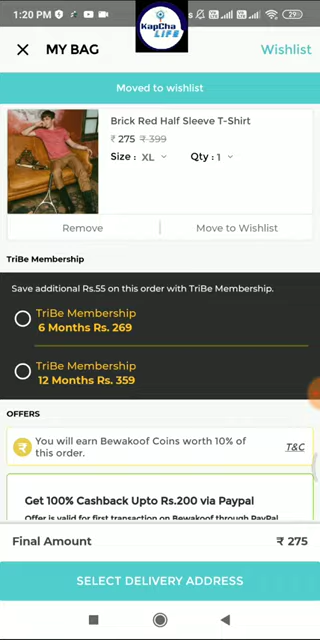 1:20 PM
29
KapCha
LIFE
MY BAG
Wishlist
Moved to wishlist
Brick Red Half Sleeve T-Shirt
₹ 275 ₹ 399
Size : XL Qty : 1
Remove
Move to Wishlist
TriBe Membership
Save additional Rs.55 on this order with TriBe Membership.
TriBe Membership
6 Months Rs. 269
TriBe Membership
12 Months Rs. 359
OFFERS
You will earn Bewakoof Coins worth 10% of
this order.
T&C
Get 100% Cashback Upto Rs.200 via Paypal
Offer is valid for first transaction on Bewakoof through PayPal
Final Amount
₹ 275
SELECT DELIVERY ADDRESS